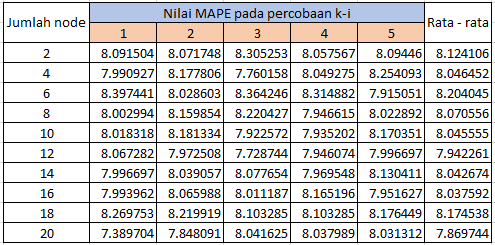 Jumlah node Nilai MAPE pada percobaan k-i Rata - rata
1 2 3 4 5
2 8.091504 8.071748 8.305253 8.057567 8.09446 8.124106
4 7.990927 8.177806 7.760158 8.049275 8.254093 8.046452
6 8.397441 8.028603 8.364246 8.314882 7.915051 8.204045
8 8.002994 8.159854 8.220427 7.946615 8.022892 8.070556
10 8.018318 8.181334 7.922572 7.935202 8.170351 8.045555
12 8.067282 7.972508 7.728744 7.946074 7.996697 7.942261
14 7.996697 8.039057 8.077654 7.969548 8.130411 8.042674
16 7.993962 8.065988 8.011187 8.165196 7.951627 8.037592
18 8.269753 8.219919 8.103285 8.103285 8.176449 8.174538
20 7.389704 7.848091 8.041625 8.037989 8.031312 7.869744